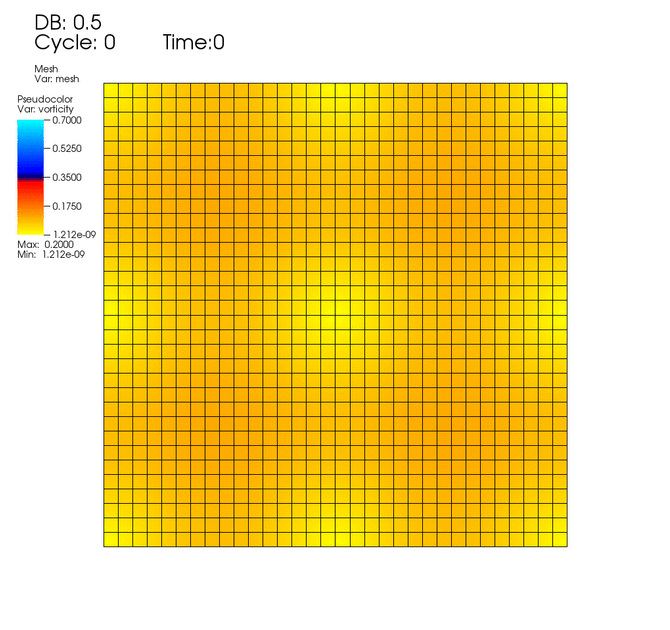 DB: 0.5
Cycle: 0 Time:0
Mesh
Var: mesh
Pseudocolor
Var: vorticity
0.7000
0.5250
0.3500
0.1750
1.212e-09
Max: 0.2000
Min: 1.212e-09